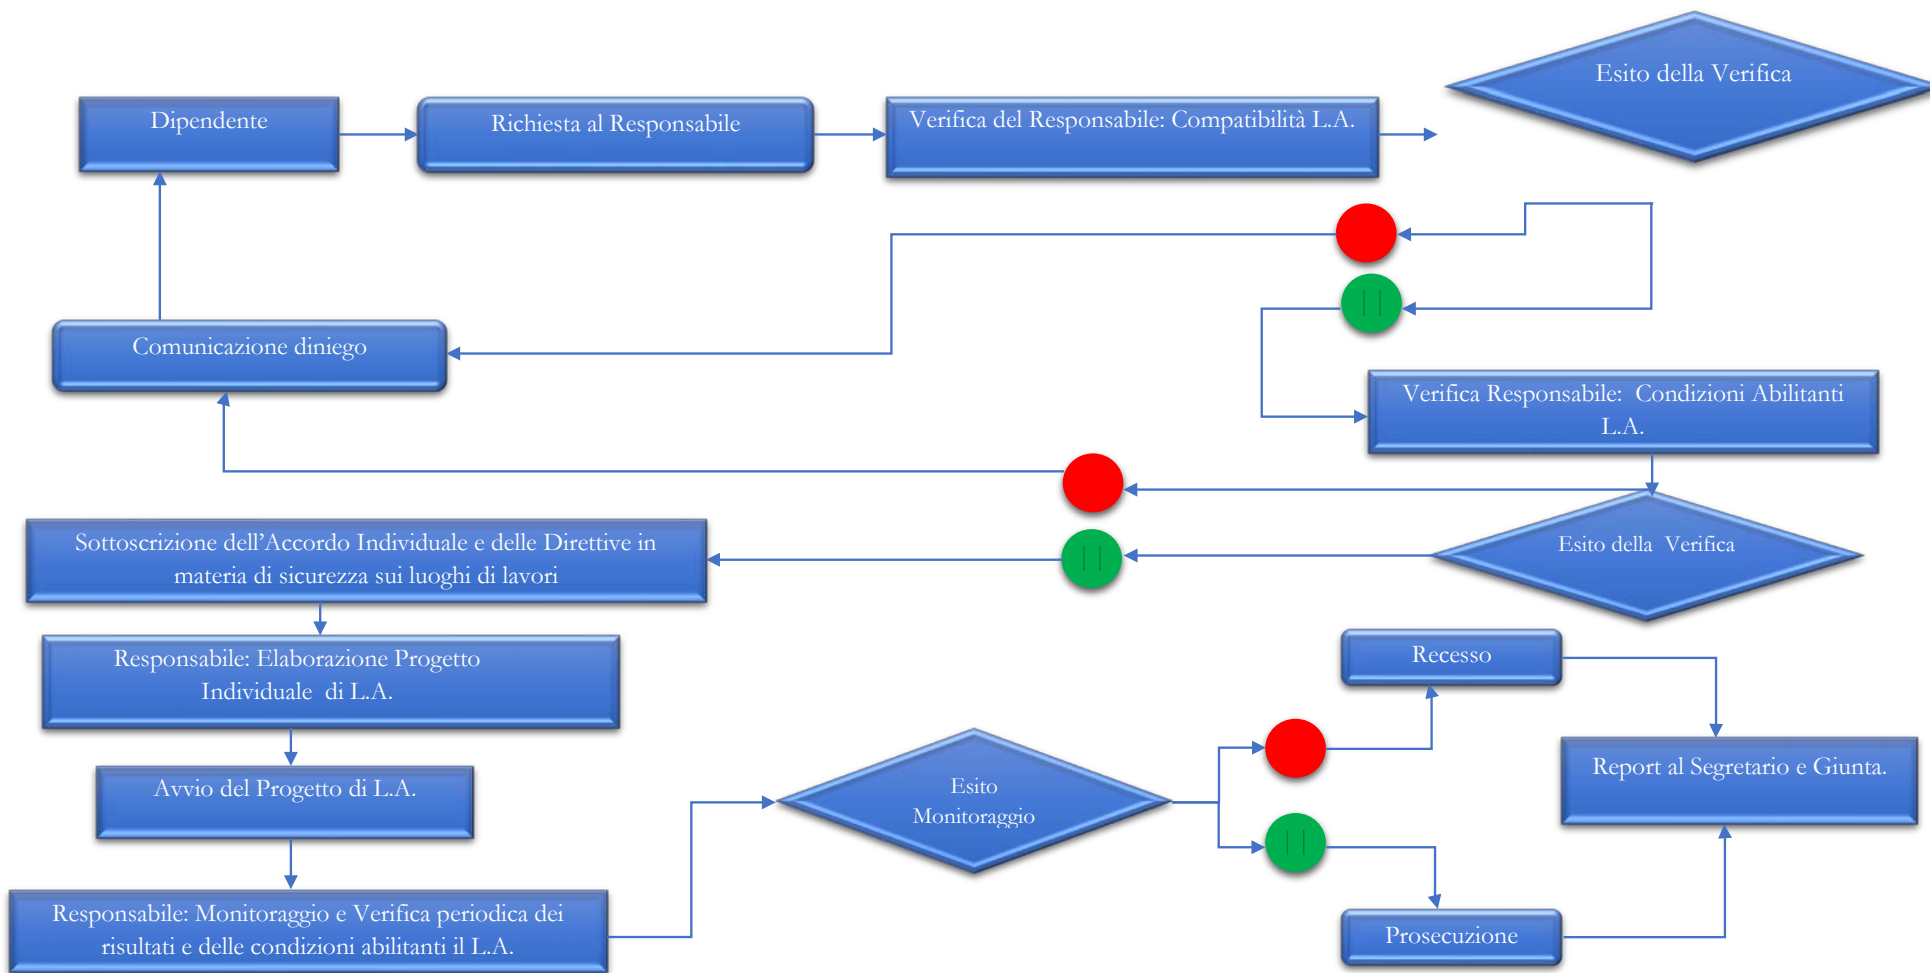 Esito della Verifica
Dipendente
Richiesta al Responsabile
Verifica del Responsabile: Compatibilità L.A.
Comunicazione diniego
Verifica Responsabile:  Condizioni Abilitanti
L.A.
Sottoscrizione dell’Accordo Individuale e delle Direttive in
materia di sicurezza sui luoghi di lavori
Esito della  Verifica
Responsabile: Elaborazione Progetto
Individuale  di L.A.
Recesso
Avvio del Progetto di L.A.
Esito
Monitoraggio
Report al Segretario e Giunta.
Responsabile: Monitoraggio e Verifica periodica dei
risultati e delle condizioni abilitanti il L.A.
Prosecuzione